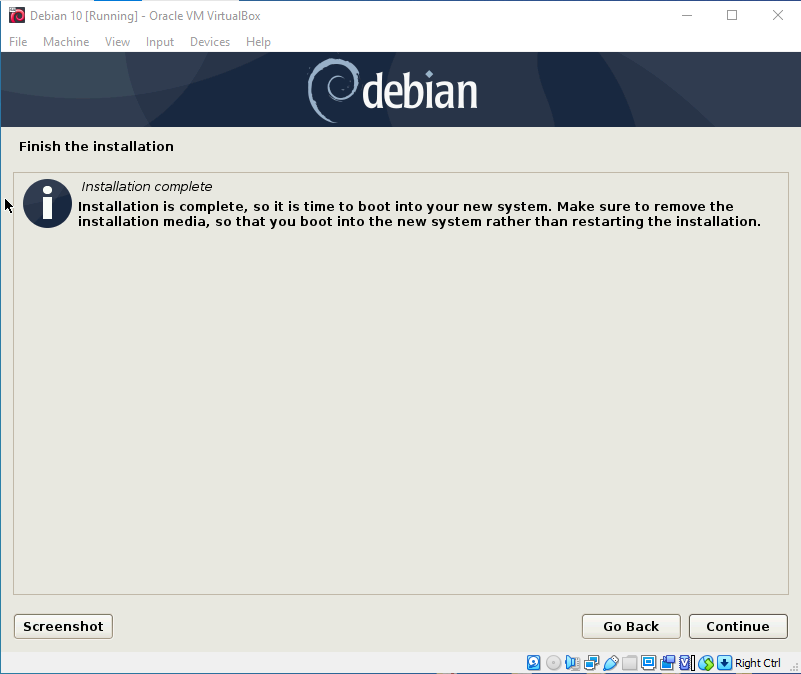 Debian 10 [Running] - Oracle VM VirtualBox
File Machine View Input Devices Help
debian
Finish the installation
Installation complete
Installation is complete, so it is time to boot into your new system. Make sure to remove the
installation media, so that you boot into the new system rather than restarting the installation.
Screenshot Go Back Continue
Right Ctrl